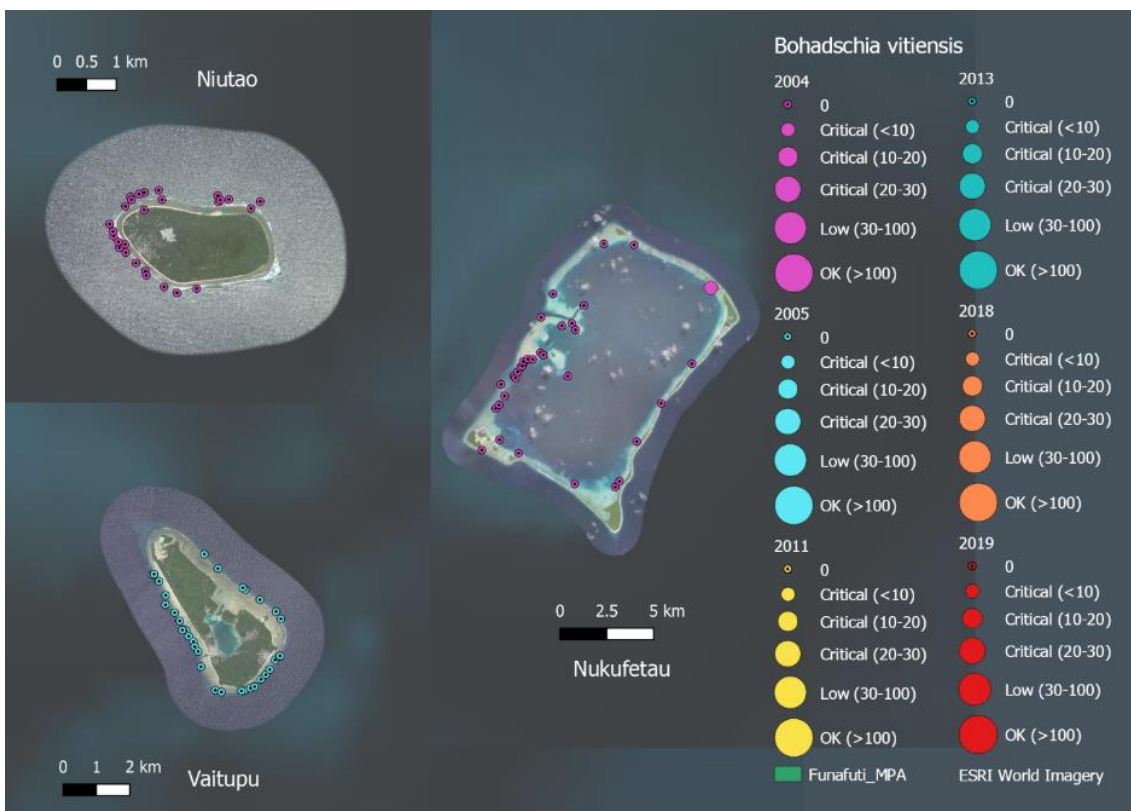 0 0.5 1 km
Niutao
0 1 2 km
Vaitupu
0 2.5 5 km
Nukufetau
Bohadschia vitiensis
2004
0
Critical (<10)
Critical (10-20)
Critical (20-30)
Low (30-100)
OK (>100)
2005
0
Critical (<10)
Critical (10-20)
Critical (20-30)
Low (30-100)
OK (>100)
2011
0
Critical (<10)
Critical (10-20)
Critical (20-30)
Low (30-100)
OK (>100)
Funafuti_MPA
2013
0
Critical (<10)
Critical (10-20)
Critical (20-30)
Low (30-100)
OK (>100)
2018
0
Critical (<10)
Critical (10-20)
Critical (20-30)
Low (30-100)
OK (>100)
2019
0
Critical (<10)
Critical (10-20)
Critical (20-30)
Low (30-100)
OK (>100)
ESRI World Imagery